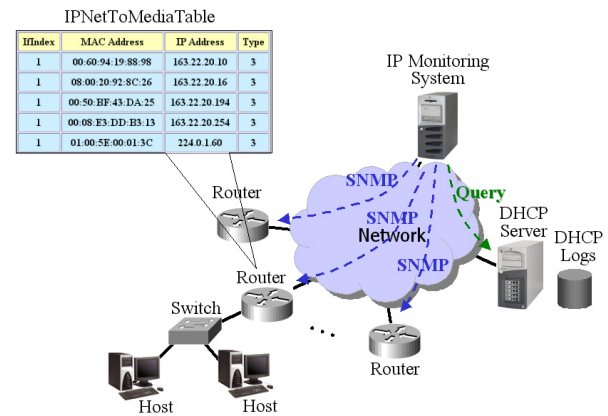 IPNetToMediaTable
IfIndex MAC Address IP Address Type
1 00:60:94:19:88:98 163.22.20.10 3
1 08:00:20:92:8C:26 163.22.20.16 3
1 00:50:BF:43:DA:25 163.22.20.194 3
1 00:08:E3:DD:B3:13 163.22.20.254 3
1 01:00:5E:00:01:3C 224.0.1.60 3
IP Monitoring
System
SNMP
Query
Router
SNMP
Network
DHCP
Server
DHCP
Logs
SNMP
Router
Switch
...
Router
Host
Host